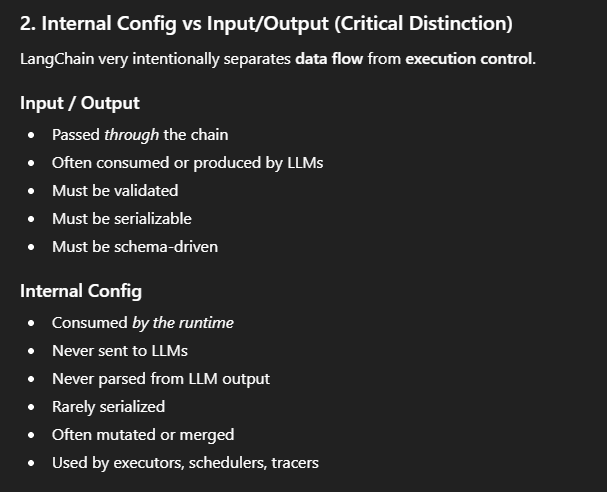 2. Internal Config vs Input/Output (Critical Distinction)
LangChain very intentionally separates data flow from execution control.
Input / Output
• Passed through the chain
• Often consumed or produced by LLMs
• Must be validated
• Must be serializable
• Must be schema-driven
Internal Config
• Consumed by the runtime
• Never sent to LLMs
• Never parsed from LLM output
• Rarely serialized
• Often mutated or merged
• Used by executors, schedulers, tracers